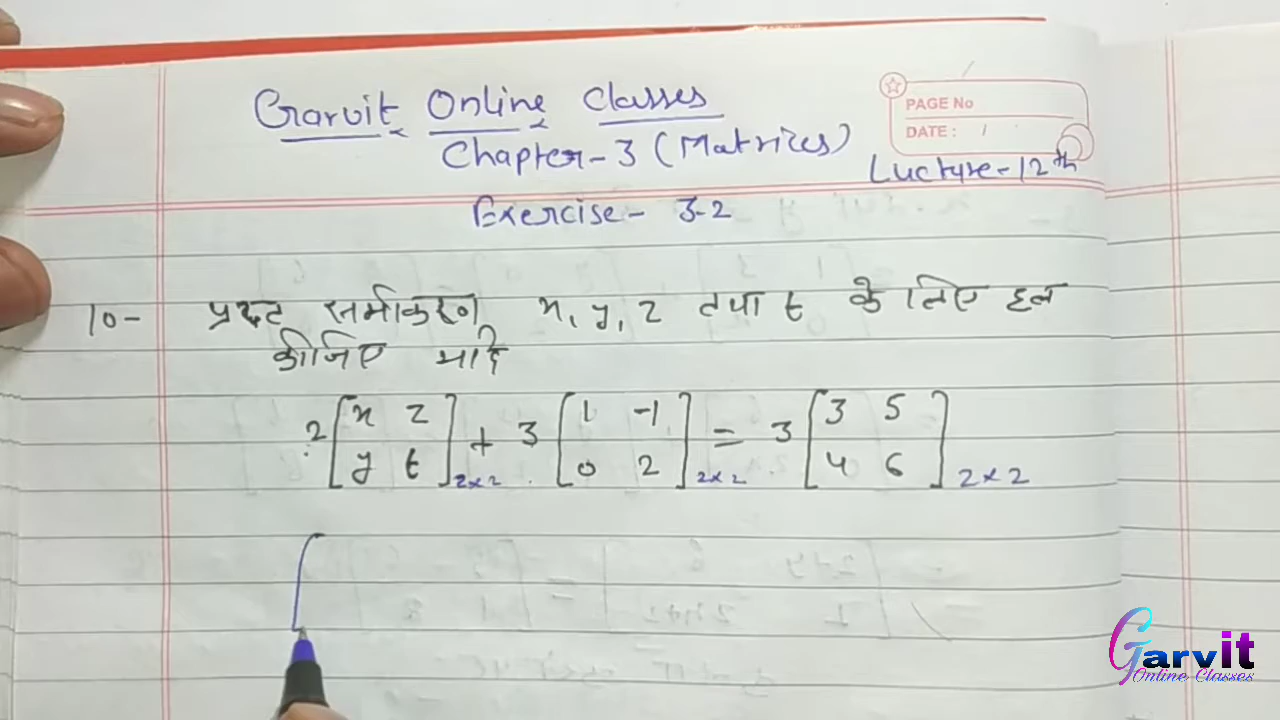 Garvit Online Classes
PAGE No
DATE :
Chapter-3 (Matrices)
Lucture-12th
Exercise- 3.2
10- प्रदत्त समीकरण x, y, z तथा t के लिए हल
कीजिए यदि
2 [x z] + 3 [1 -1] = 3 [3 5]
[y t] 2×2 [0 2] 2×2 [4 6] 2×2
Garvit
Online Classes